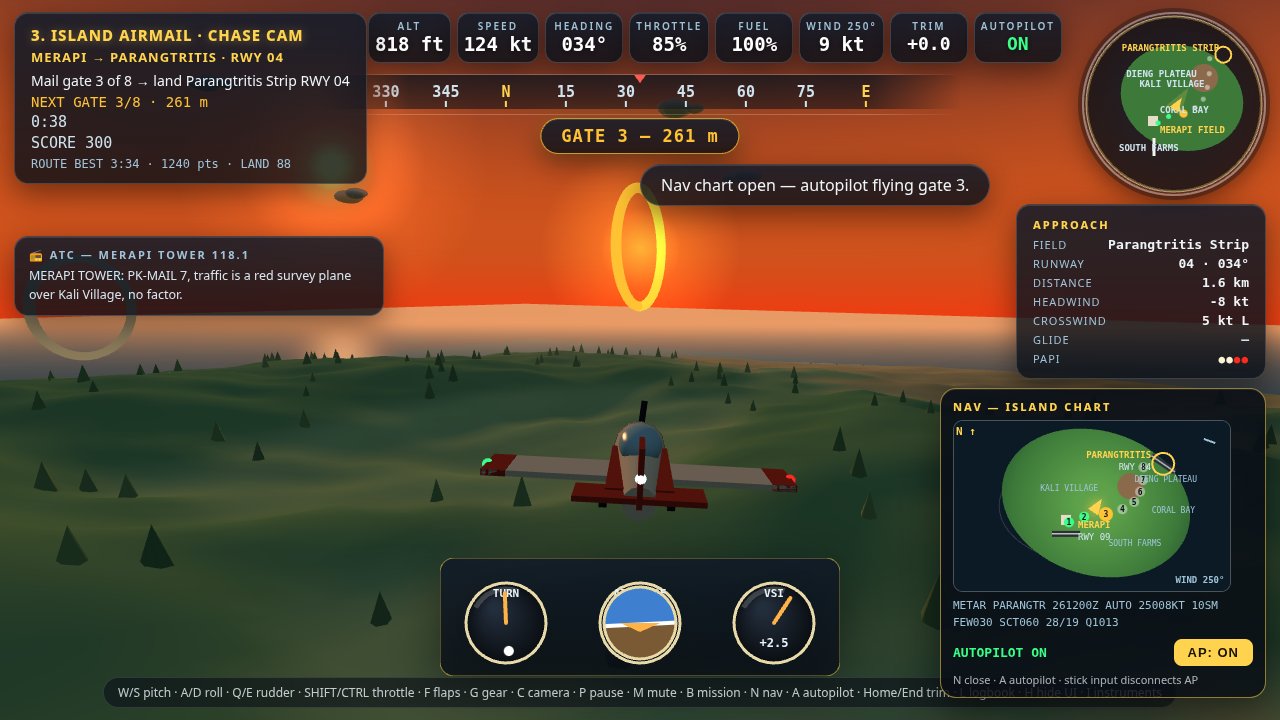 3. ISLAND AIRMAIL · CHASE CAM
MERAPI → PARANGTRITIS · RWY 04
Mail gate 3 of 8 → land Parangtritis Strip RWY 04
NEXT GATE 3/8 · 261 m
0:38
SCORE 300
ROUTE BEST 3:34 · 1240 pts · LAND 88
ALT
818 ft
SPEED
124 kt
HEADING
034°
THROTTLE
85%
FUEL
100%
WIND 250°
9 kt
TRIM
+0.0
AUTOPILOT
ON
330 345 N 15 30 45 60 75 E
GATE 3 — 261 m
Nav chart open — autopilot flying gate 3.
PARANGTRITIS STRIP
DIENG PLATEAU
KALI VILLAGE
CORAL BAY
MERAPI FIELD
SOUTH FARMS
📻 ATC — MERAPI TOWER 118.1
MERAPI TOWER: PK-MAIL 7, traffic is a red survey plane
over Kali Village, no factor.
APPROACH
FIELD Parangtritis Strip
RUNWAY 04 · 034°
DISTANCE 1.6 km
HEADWIND -8 kt
CROSSWIND 5 kt L
GLIDE —
PAPI
NAV — ISLAND CHART
N ↑
PARANGTRITIS
RWY
8
7
DIENG PLATEAU
KALI VILLAGE
6
5
4
CORAL BAY
3
2
1
MERAPI
RWY 09
SOUTH FARMS
WIND 250°
METAR PARANGTR 261200Z AUTO 25008KT 10SM
FEW030 SCT060 28/19 Q1013
AUTOPILOT ON
AP: ON
N close · A autopilot · stick input disconnects AP
TURN
VSI
+2.5
W/S pitch · A/D roll · Q/E rudder · SHIFT/CTRL throttle · F flaps · G gear · C camera · P pause · M mute · B mission · N nav · A autopilot · Home/End trim · L logbook · H hide UI · I instruments